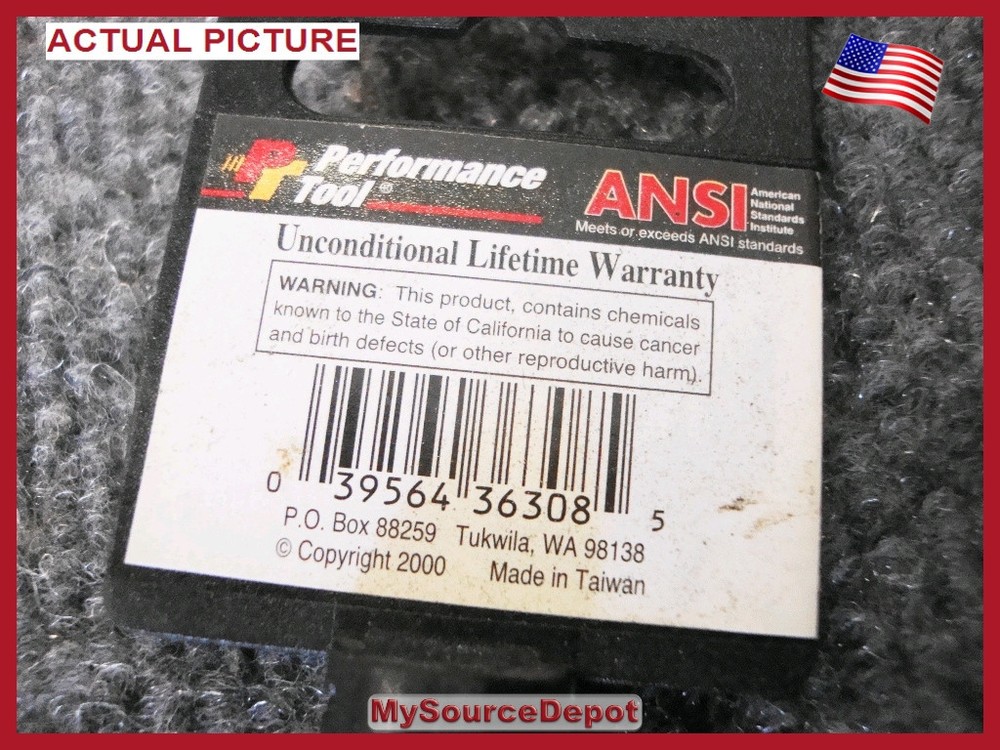 ACTUAL PICTURE
PT Performance
Tool®
ANSI American
National
Standards
Institute
Meets or exceeds ANSI standards
Unconditional Lifetime Warranty
WARNING: This product, contains chemicals
known to the State of California to cause cancer
and birth defects (or other reproductive harm).
0 39564 36308 5
P.O. Box 88259 Tukwila, WA 98138
© Copyright 2000 Made in Taiwan
MySourceDepot